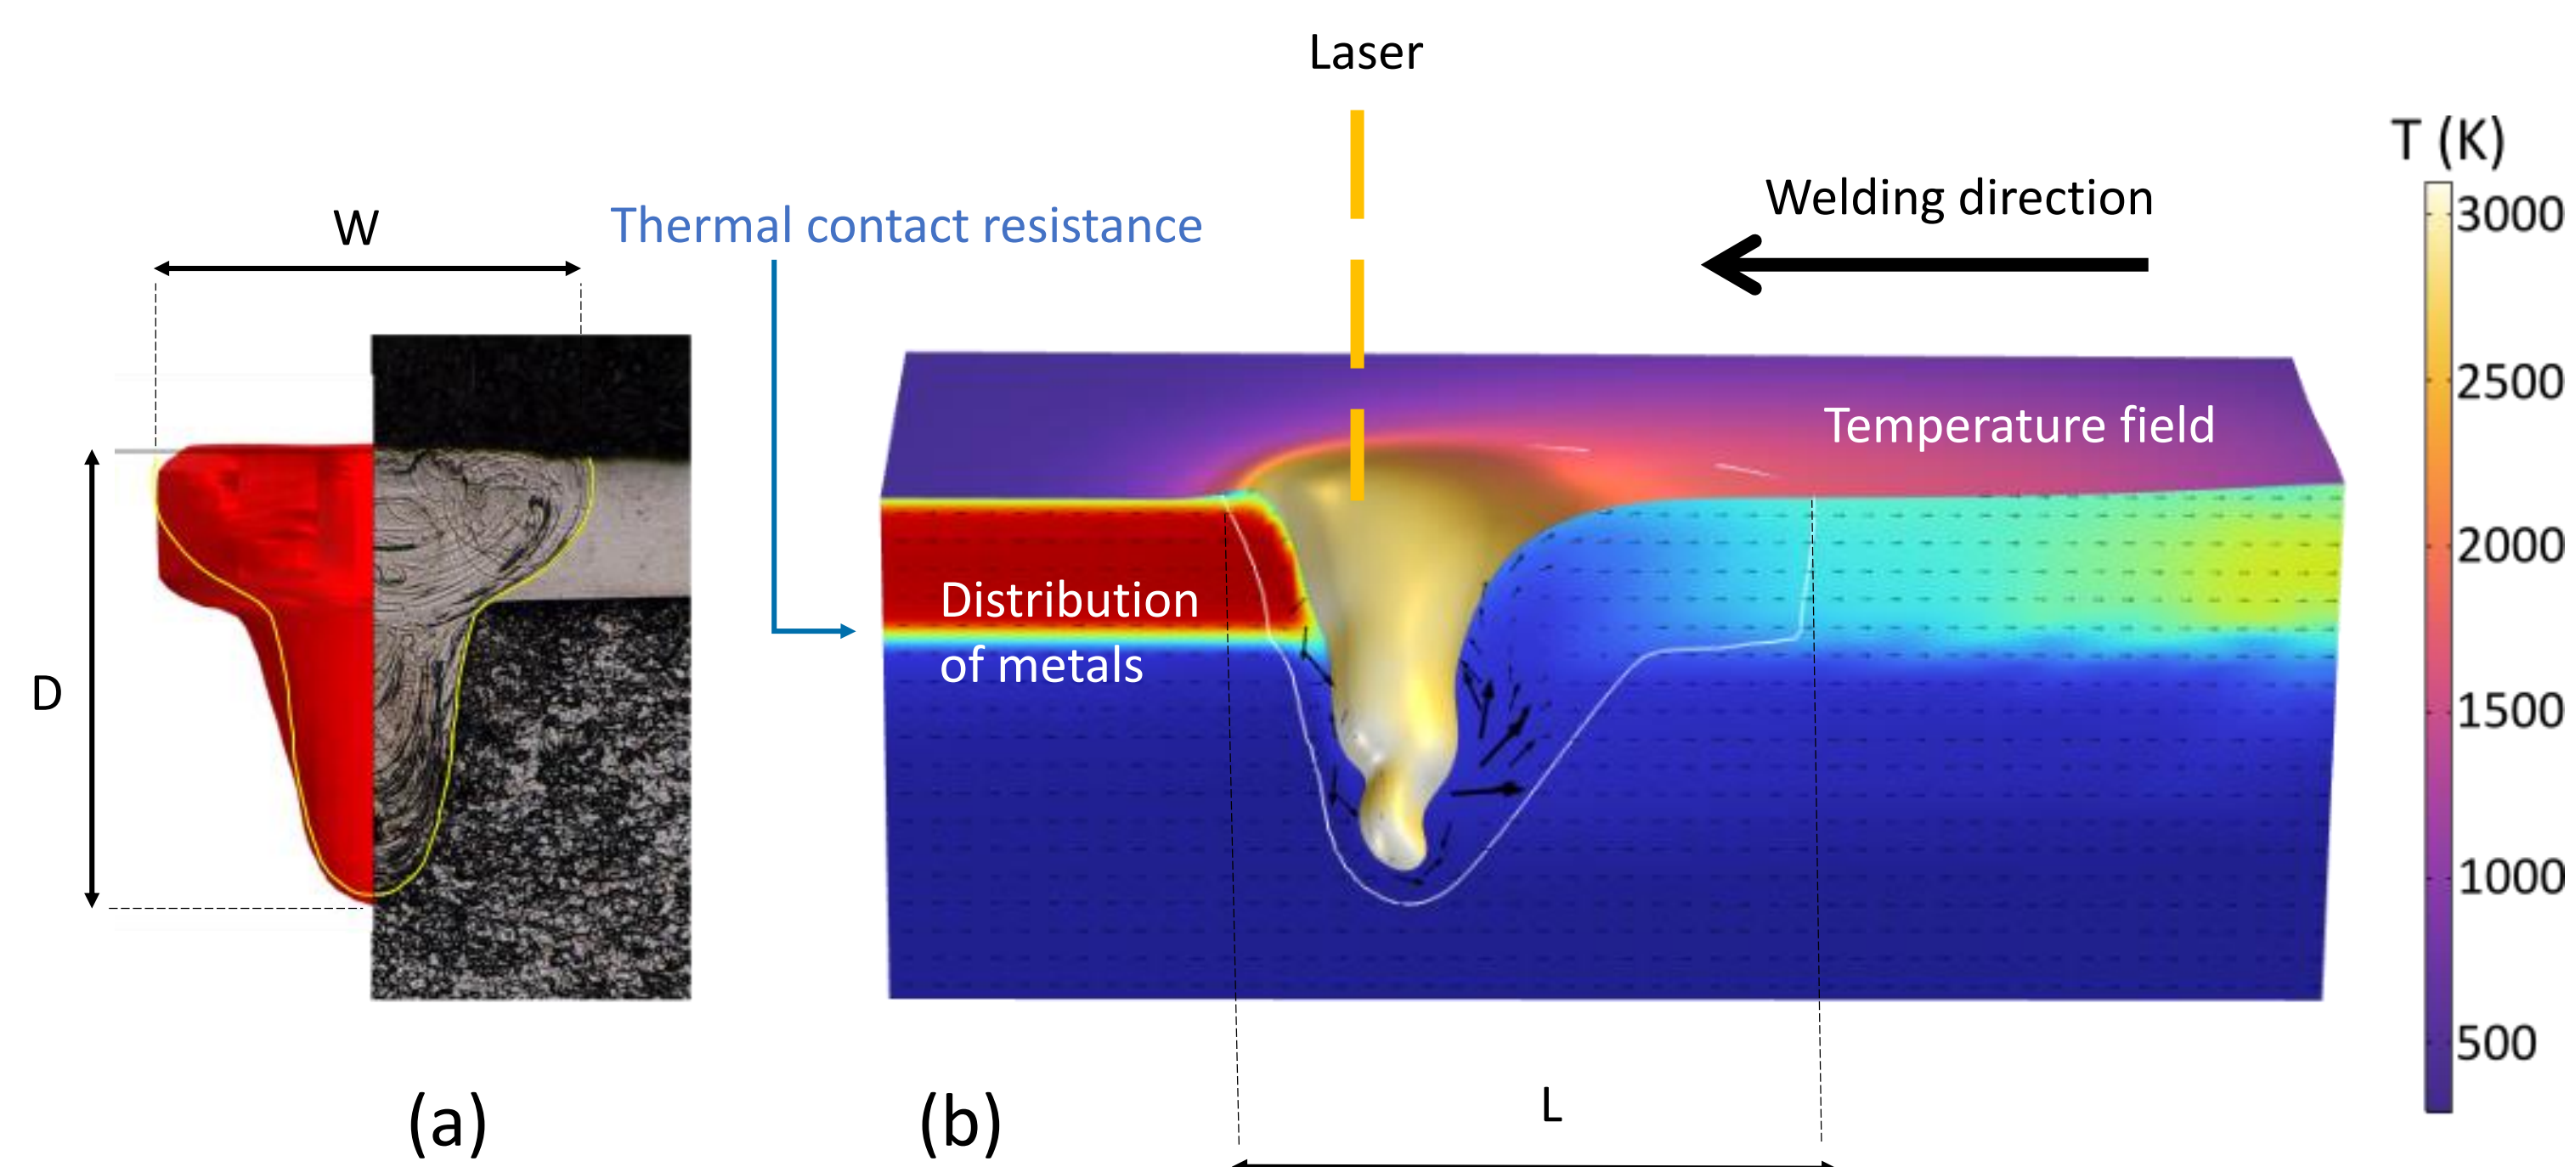 Laser
T (K)
Welding direction
W
Thermal contact resistance
3000
2500
Temperature field
2000
Distribution
of metals
D
1500
1000
500
L
(a)
(b)